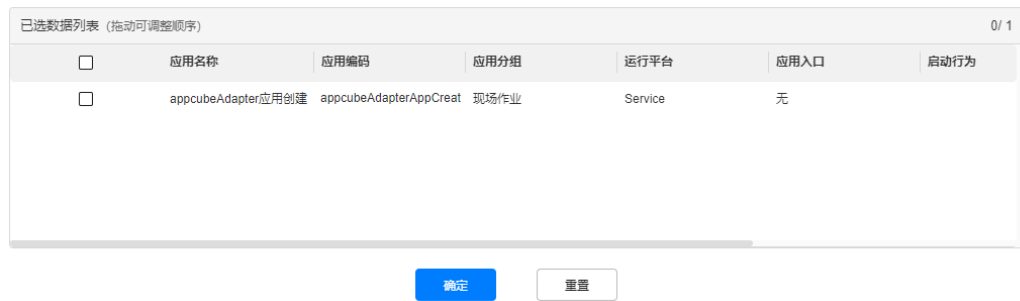 已选数据列表 (拖动可调整顺序) 0/ 1
应用名称 应用编码 应用分组 运行平台 应用入口 启动行为
appcubeAdapter应用创建 appcubeAdapterAppCreat 现场作业 Service 无
确定 重置